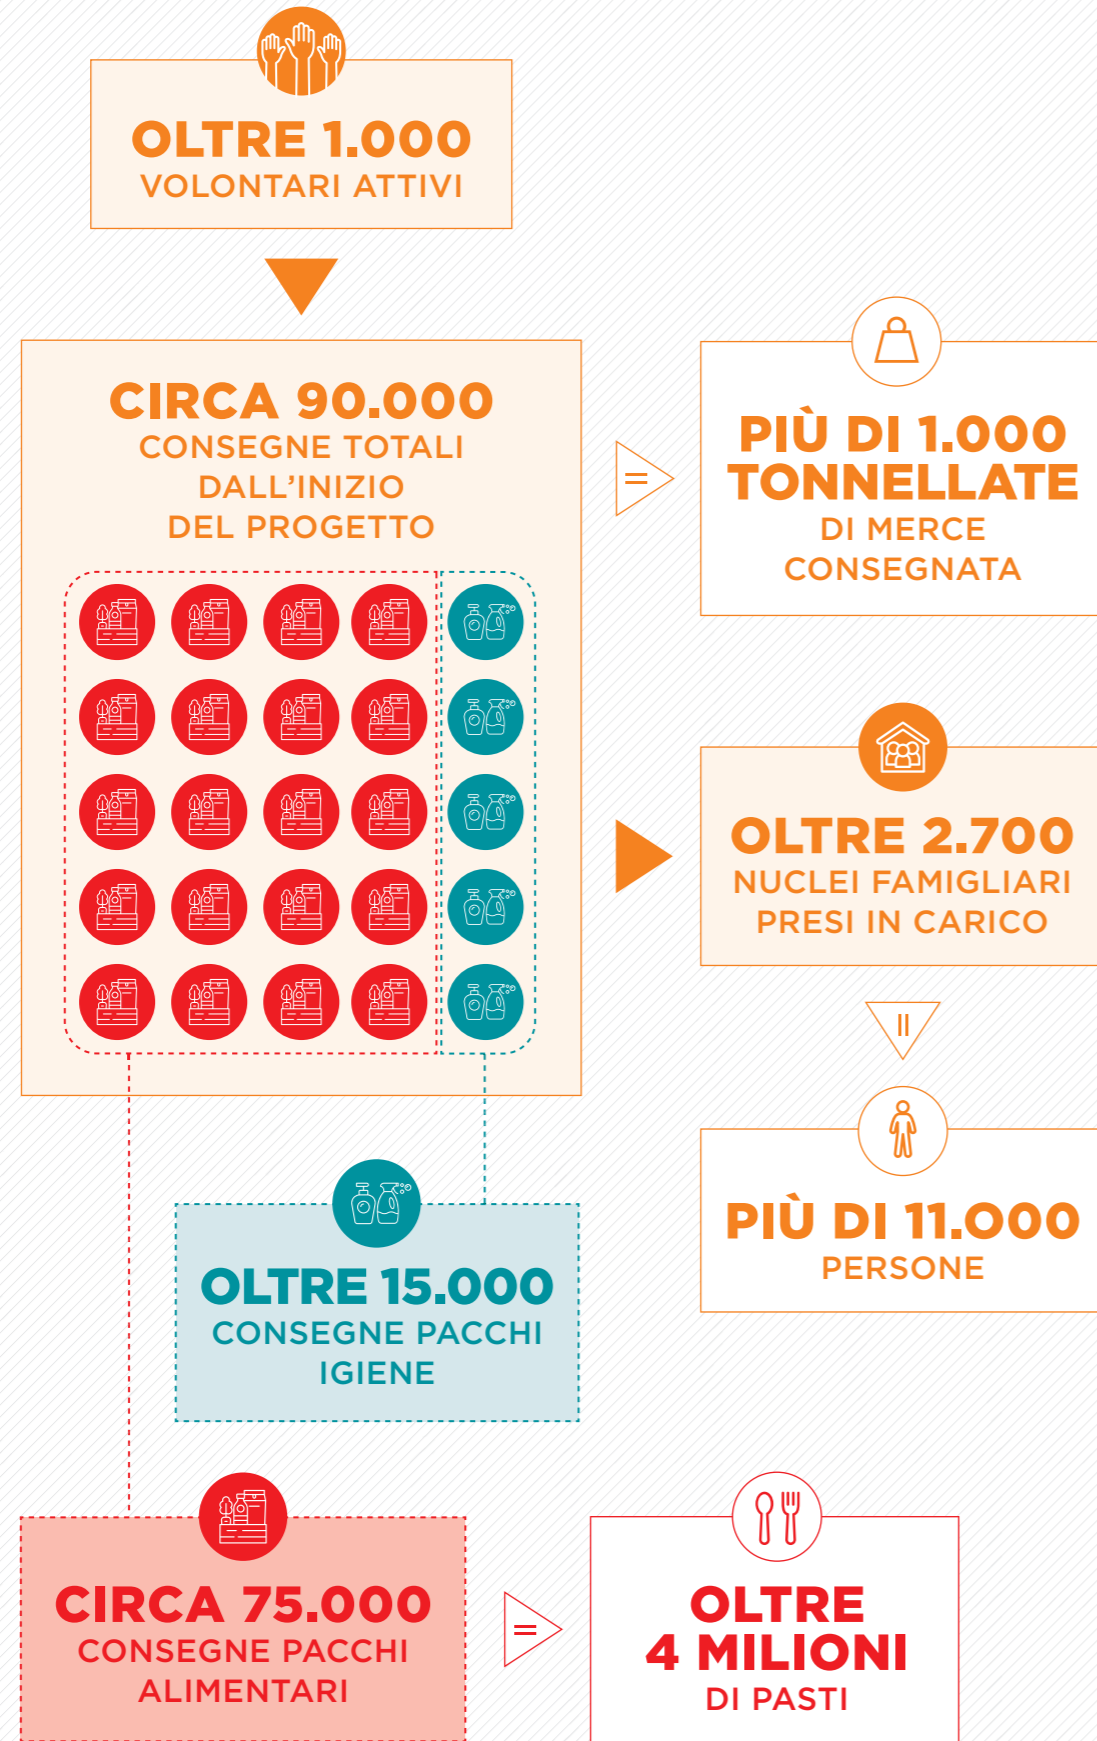 OLTRE 1.000
VOLONTARI ATTIVI
CIRCA 90.000
CONSEGNE TOTALI
DALL'INIZIO
DEL PROGETTO
=
PIÙ DI 1.000
TONNELLATE
DI MERCE
CONSEGNATA
OLTRE 2.700
NUCLEI FAMIGLIARI
PRESI IN CARICO
=
PIÙ DI 11.000
PERSONE
OLTRE 15.000
CONSEGNE PACCHI
IGIENE
CIRCA 75.000
CONSEGNE PACCHI
ALIMENTARI
=
OLTRE
4 MILIONI
DI PASTI